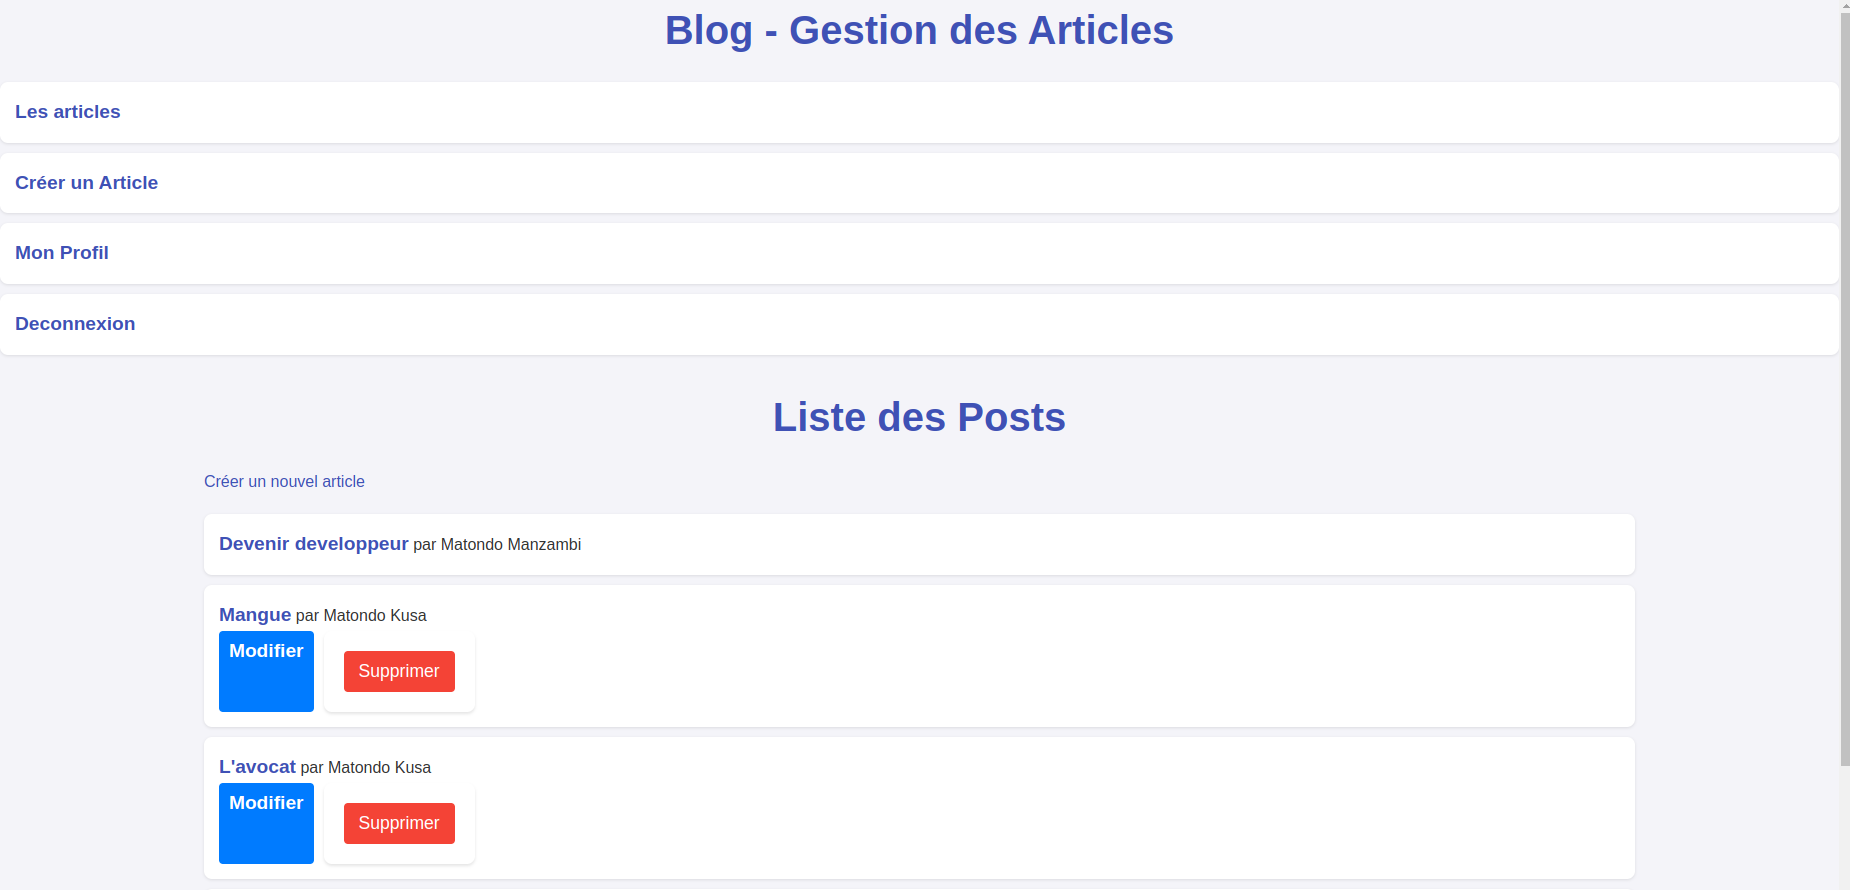 Blog - Gestion des Articles
Les articles
Créer un Article
Mon Profil
Deconnexion
Liste des Posts
Créer un nouvel article
Devenir developpeur par Matondo Manzambi
Mangue par Matondo Kusa
Modifier Supprimer
L'avocat par Matondo Kusa
Modifier Supprimer